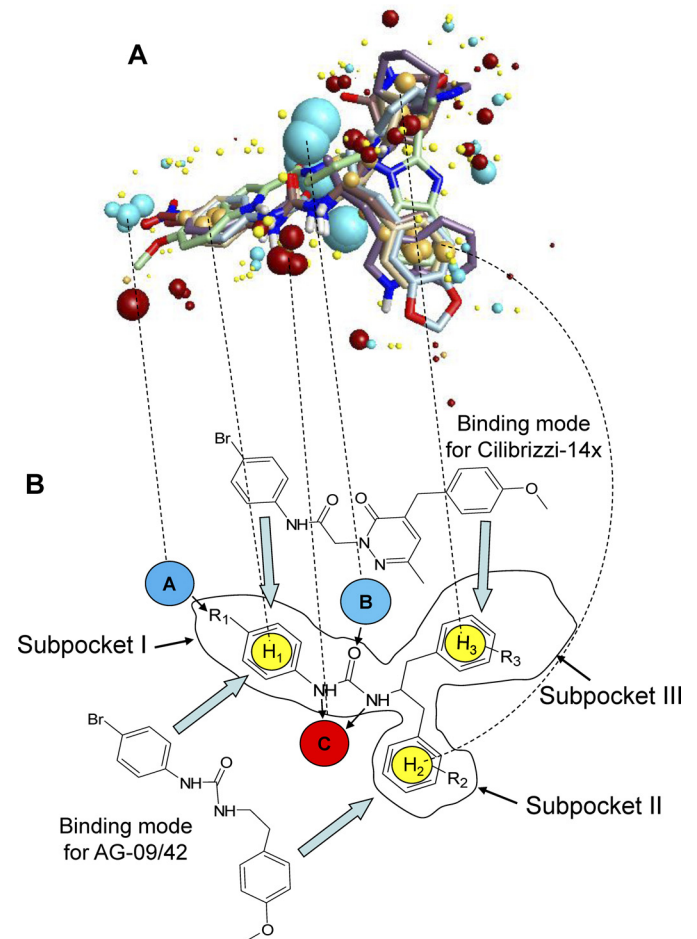 A
Binding mode
for Cilibrizzi-14x
B
Br
O
NH
O
N
N
O
A
B
R1
Subpocket I
H1
O
H3
R3
NH
NH
Subpocket III
C
Br
H2
R2
O
NH
NH
Subpocket II
Binding mode
for AG-09/42
O